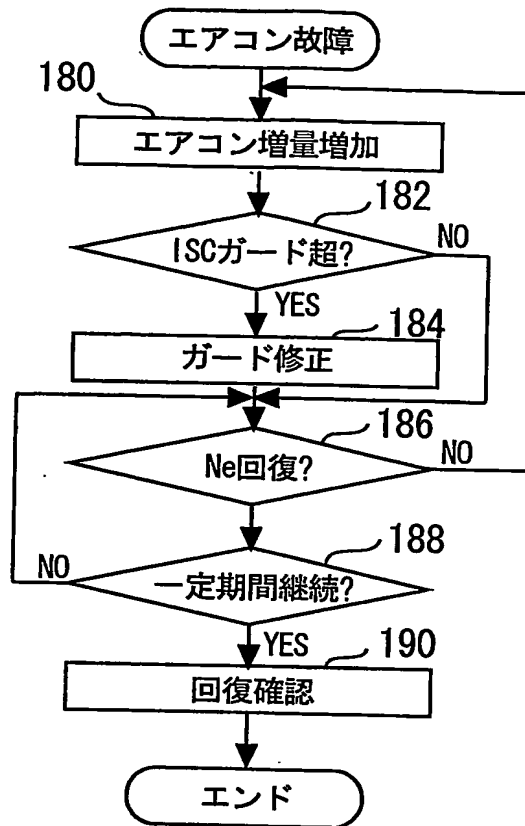 エアコン故障
180
エアコン増量増加
182
ISCガード超?
NO
YES
184
ガード修正
186
Ne回復?
NO
188
一定期間継続?
NO
YES
190
回復確認
エンド